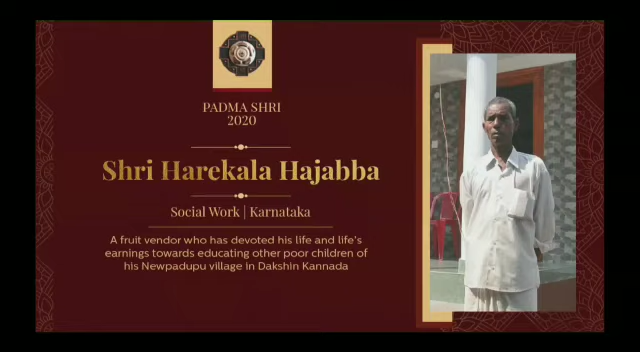 PADMA SHRI
2020
Shri Harekala Hajabba
Social Work | Karnataka
A fruit vendor who has devoted his life and life's
earnings towards educating other poor children of
his Newpadupu village in Dakshin Kannada